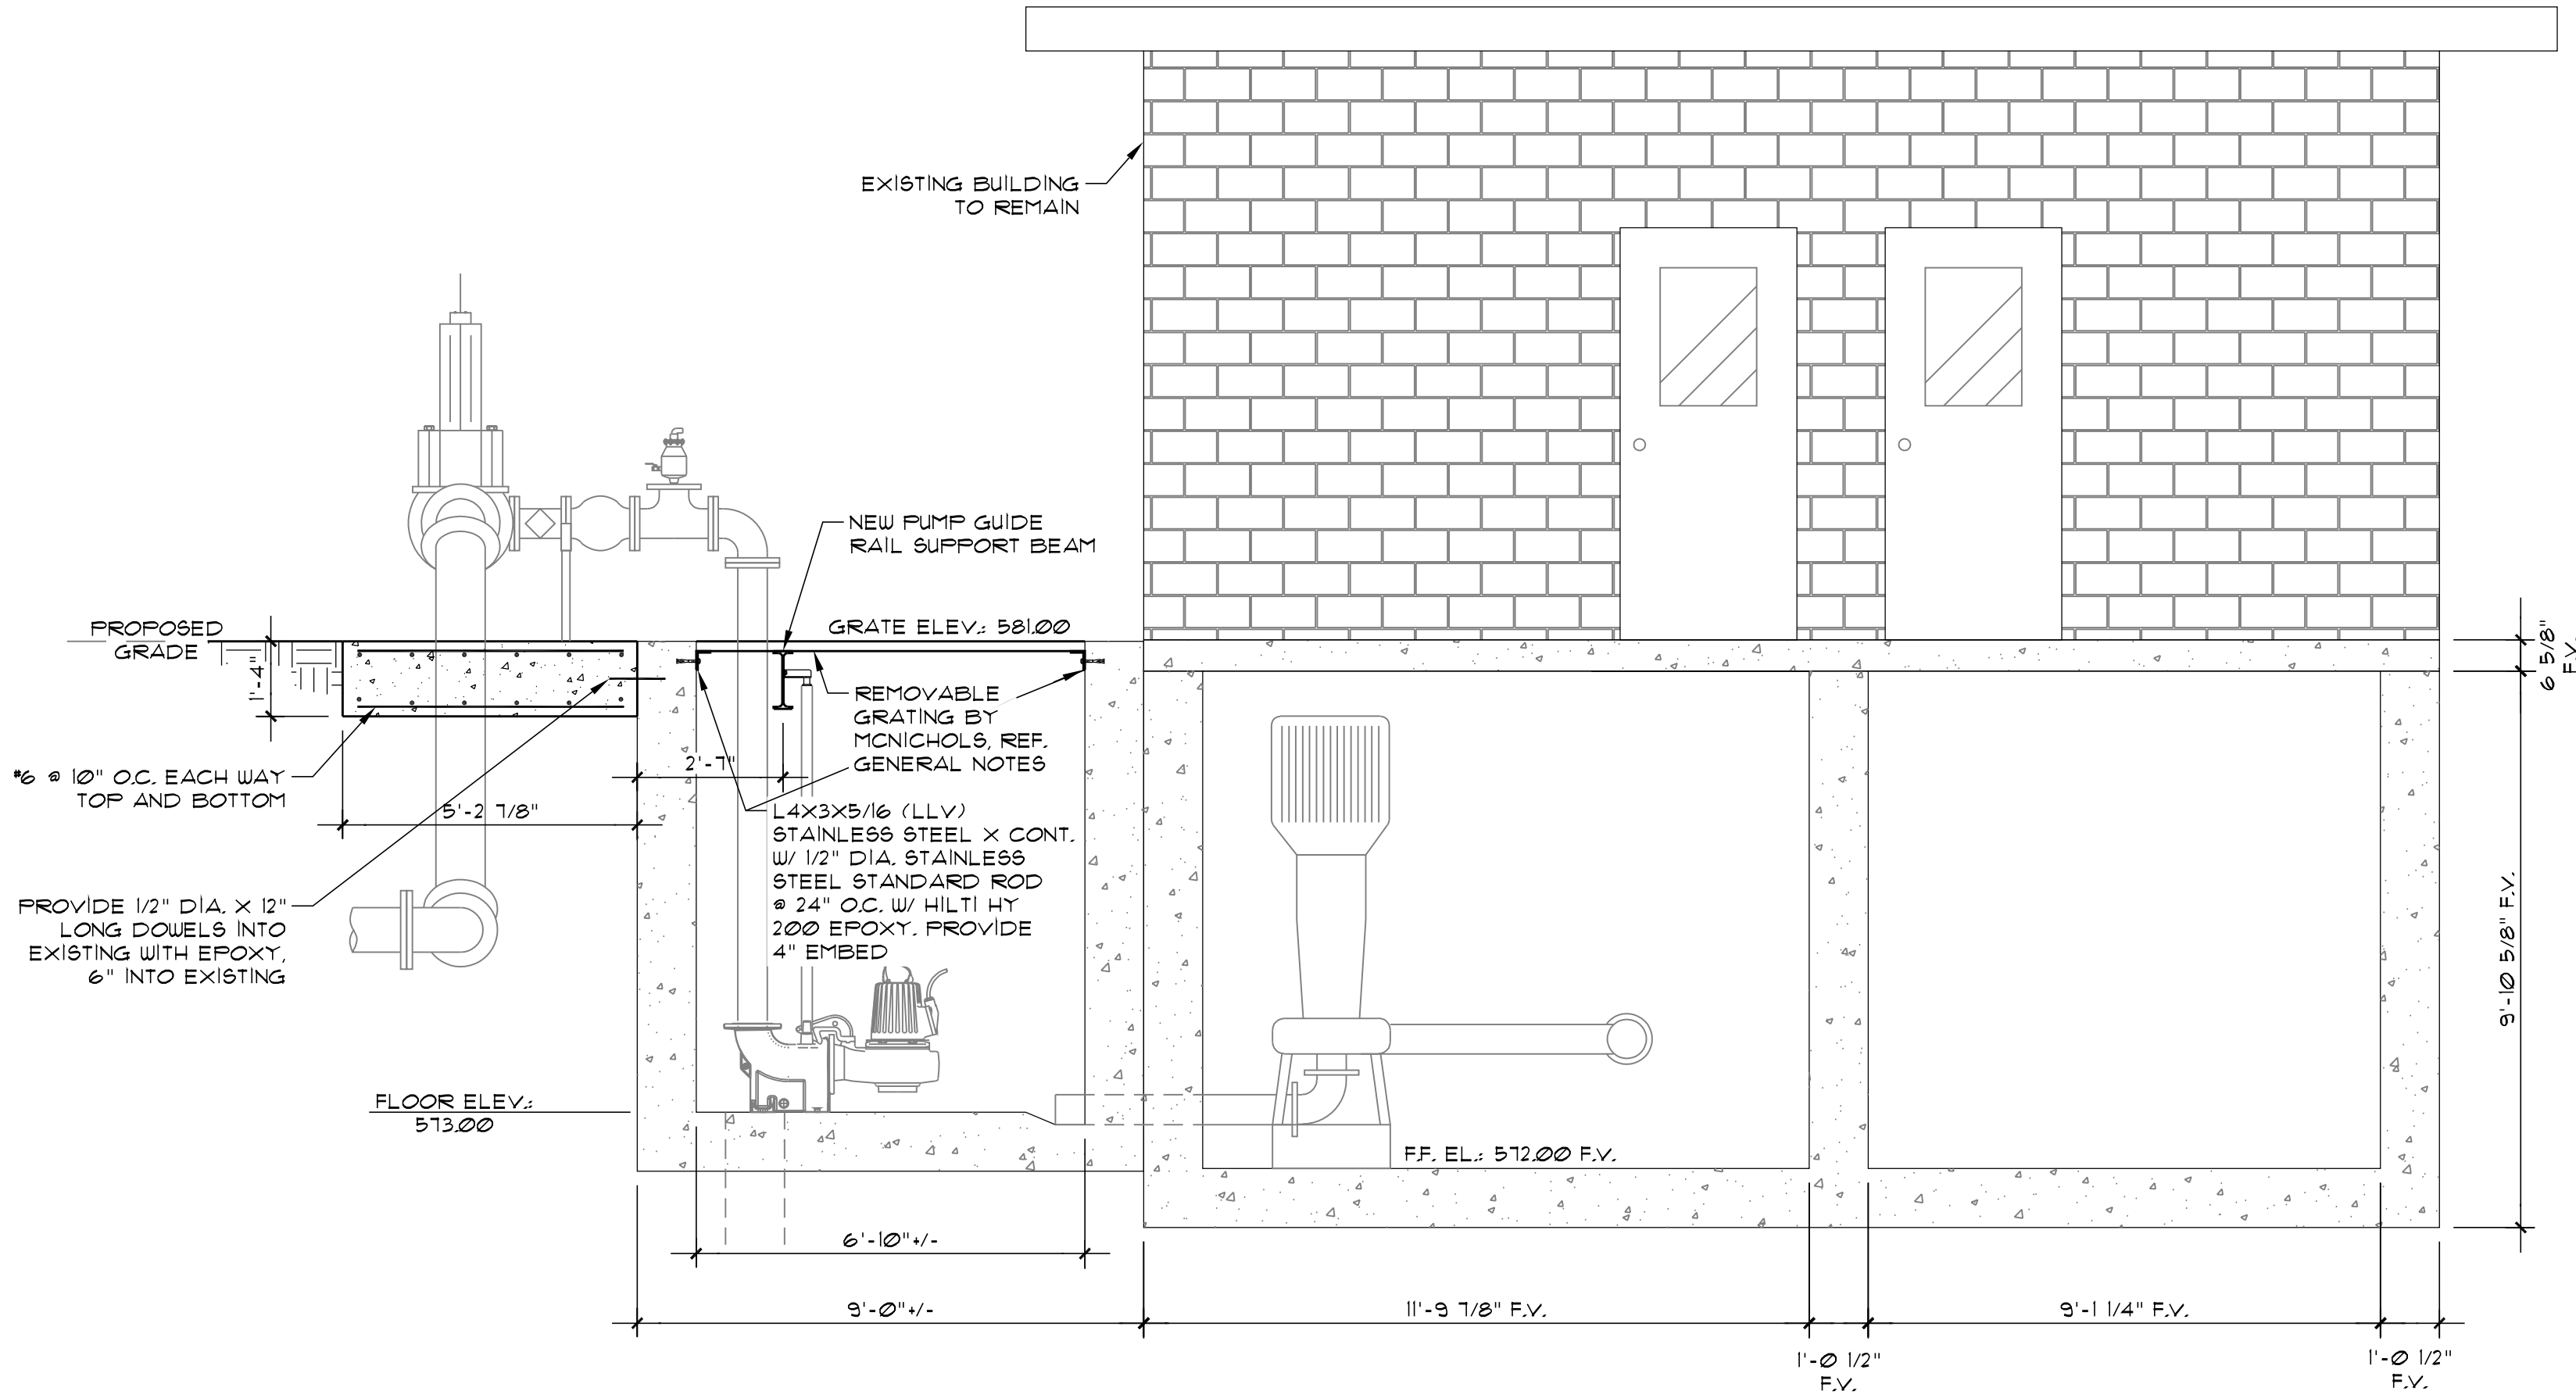 EXISTING BUILDING
TO REMAIN
NEW PUMP GUIDE
RAIL SUPPORT BEAM
PROPOSED
GRADE
GRATE ELEV.: 581.00
1'-4"
6 5/8"
F.V.
REMOVABLE
GRATING BY
MCNICHOLS, REF.
GENERAL NOTES
2'-7"
#6 @ 10" O.C. EACH WAY
TOP AND BOTTOM
5'-2 7/8"
L4X3X5/16 (LLV)
STAINLESS STEEL X CONT.
W/ 1/2" DIA. STAINLESS
STEEL STANDARD ROD
@ 24" O.C. W/ HILTI HY
200 EPOXY. PROVIDE
4" EMBED
PROVIDE 1/2" DIA. X 12"
LONG DOWELS INTO
EXISTING WITH EPOXY,
6" INTO EXISTING
9'-10 5/8" F.V.
FLOOR ELEV.:
573.00
F.F. EL.: 572.00 F.V.
6'-10"+/-
9'-0"+/-
11'-9 7/8" F.V.
9'-1 1/4" F.V.
1'-0 1/2"
F.V.
1'-0 1/2"
F.V.